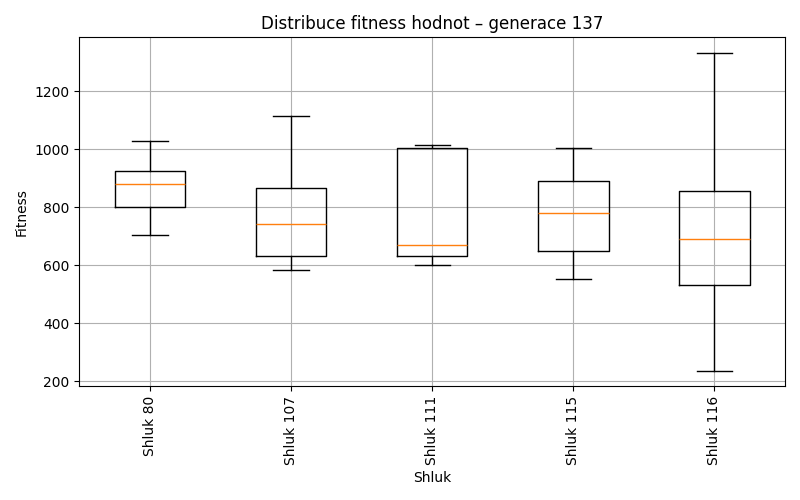 Distribuce fitness hodnot – generace 137
Fitness
1200
1000
800
600
400
200
Shluk 80
Shluk 107
Shluk 111
Shluk 115
Shluk 116
Shluk